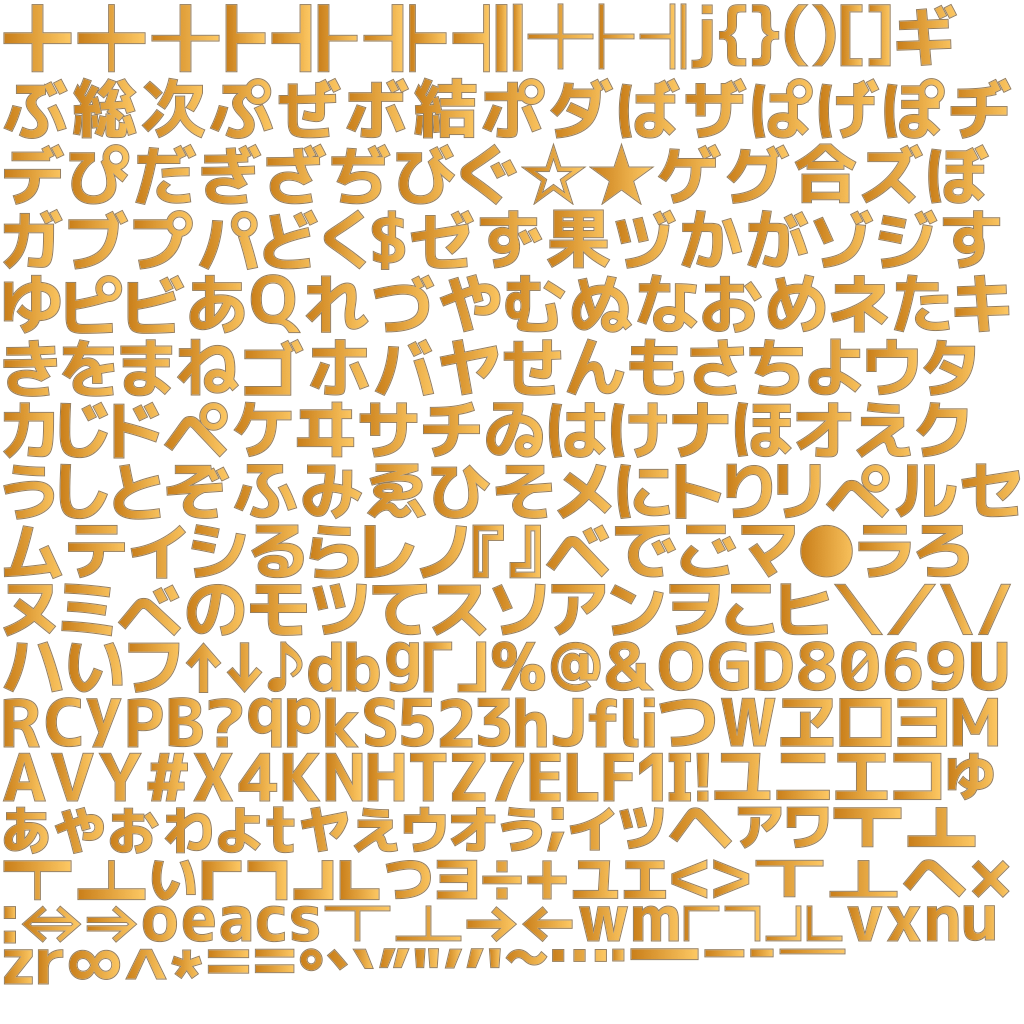 ╋┿┿┣┫┠┨┝┥┃┼├┤│j{}()[]ギ
ぶ総次ぷぜボ結ポダばザぱげぽヂ
デぴだぎざぢびぐ☆★ゲグ合ズぼ
ガブプパどく$ゼず果ヅかがゾジす
ゆピビあQれづやむぬなおめネたキ
きをまねゴホバヤせんもさちよウタ
カじドぺケヰサチゐはけナほオえク
うしとぞふみゑひそメにトりリペルセ
ムテイシるらレノ『』べでごマ●ラろ
ヌミベのモツてスソアンヲこヒ\/\/
ハいフ↑↓♪dbg「」%@&OGD8069U
RCyPB?qpkS523hJfliつWヱロヨM
AVY#X4KNHTZ7ELF1I!ユニエコゅ
ぁゃぉゎょtャぇゥォぅ;ィッへァヮ┳┻
┯┷ぃ┏┓┛┗っョ÷+ュェ<>┬┴ヘ×
:⇔⇒oeacs┬┴→←wm┌┐┘└vxnu
zr∞^*==°